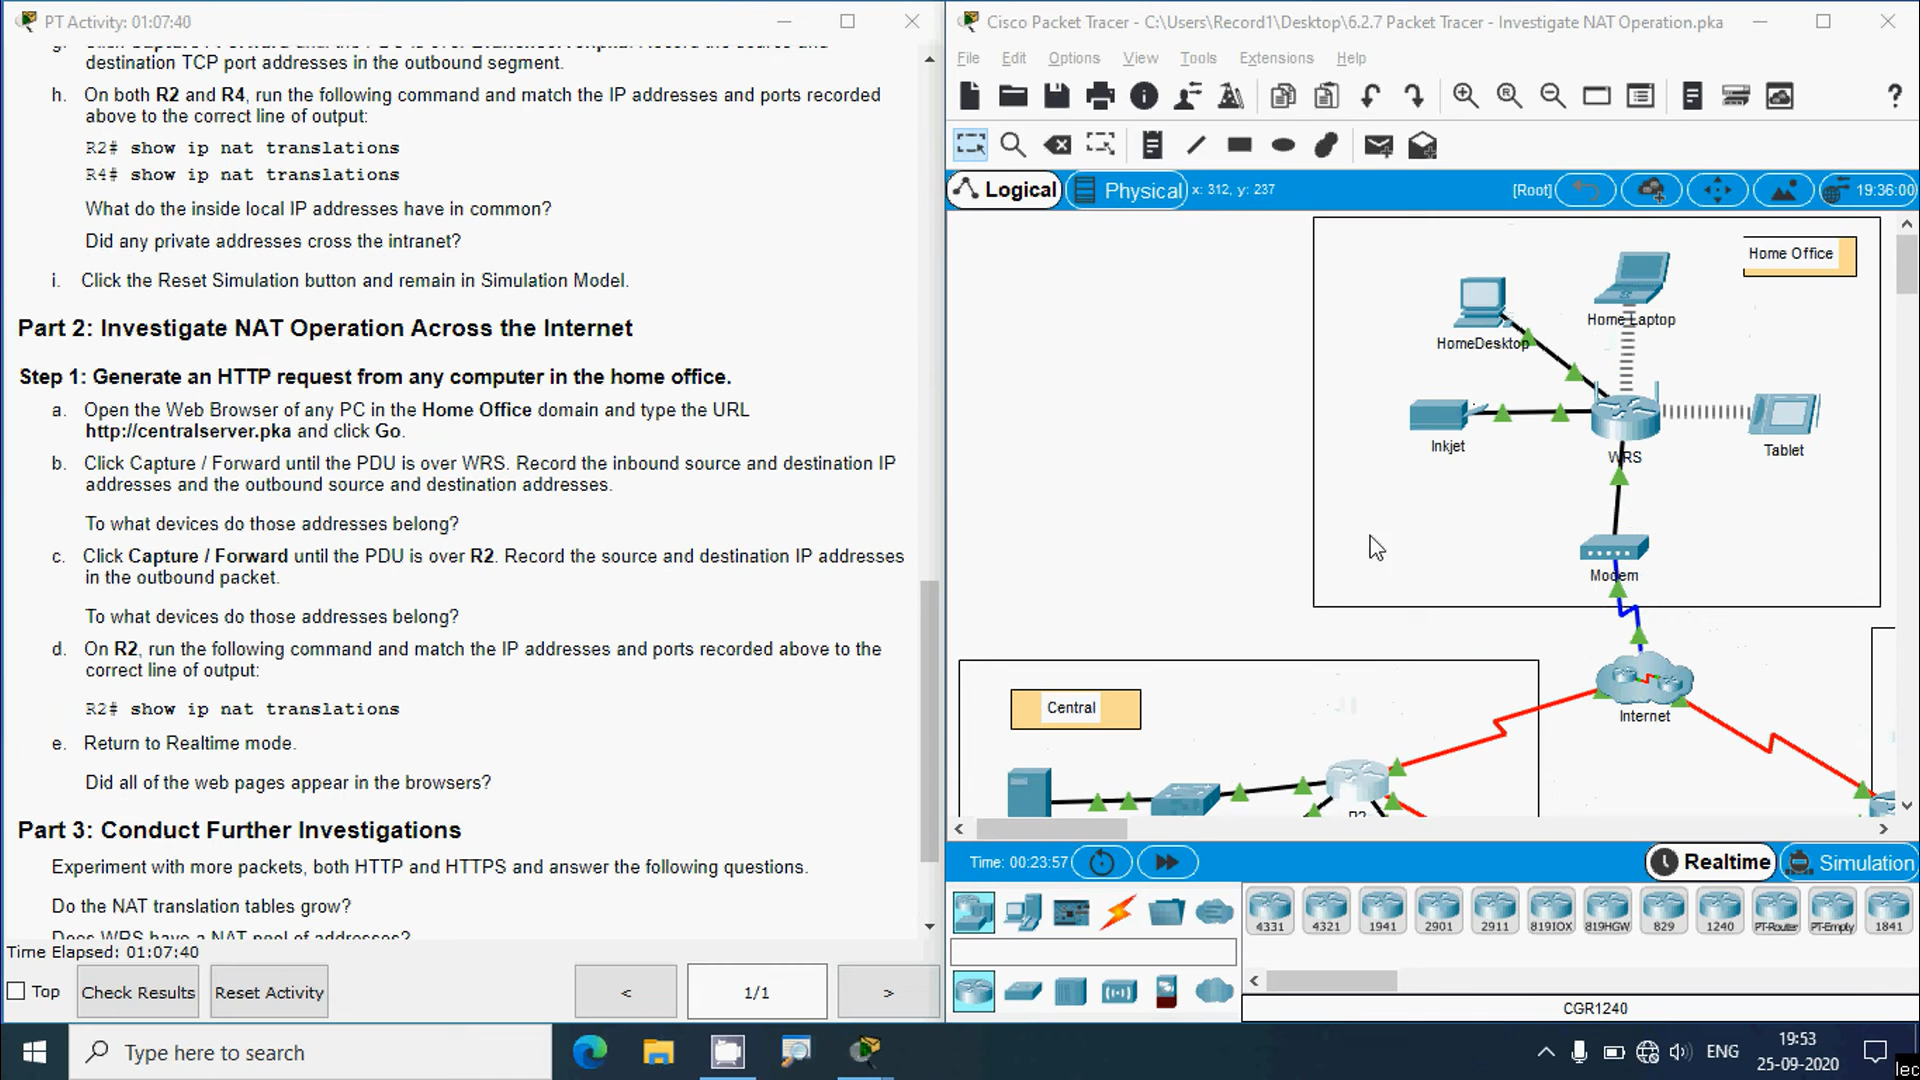 PT Activity: 01:07:40
destination TCP port addresses in the outbound segment.
h. On both R2 and R4, run the following command and match the IP addresses and ports recorded
above to the correct line of output:
R2# show ip nat translations
R4# show ip nat translations
What do the inside local IP addresses have in common?
Did any private addresses cross the intranet?
i. Click the Reset Simulation button and remain in Simulation Model.
Part 2: Investigate NAT Operation Across the Internet
Step 1: Generate an HTTP request from any computer in the home office.
a. Open the Web Browser of any PC in the Home Office domain and type the URL
http://centralserver.pka and click Go.
b. Click Capture / Forward until the PDU is over WRS. Record the inbound source and destination IP
addresses and the outbound source and destination addresses.
To what devices do those addresses belong?
c. Click Capture / Forward until the PDU is over R2. Record the source and destination IP addresses
in the outbound packet.
To what devices do those addresses belong?
d. On R2, run the following command and match the IP addresses and ports recorded above to the
correct line of output:
R2# show ip nat translations
e. Return to Realtime mode.
Did all of the web pages appear in the browsers?
Part 3: Conduct Further Investigations
Experiment with more packets, both HTTP and HTTPS and answer the following questions.
Do the NAT translation tables grow?
Does WRS have a NAT pool of addresses?
Time Elapsed: 01:07:40
Top
Check Results
Reset Activity
<
1/1
>
Cisco Packet Tracer - C:\Users\Record1\Desktop\6.2.7 Packet Tracer - Investigate NAT Operation.pka
File Edit Options View Tools Extensions Help
?
Logical
Physical
x: 312, y: 237
[Root]
19:36:00
Home Office
Home Laptop
HomeDesktop
Inkjet
WRS
Tablet
Modem
Internet
Central
R2
Time: 00:23:57
Realtime
Simulation
4331 4321 1941 2901 2911 819IOX 819HGW 829 1240 PT-Router PT-Empty 1841
CGR1240
Type here to search
ENG
19:53
25-09-2020
lec